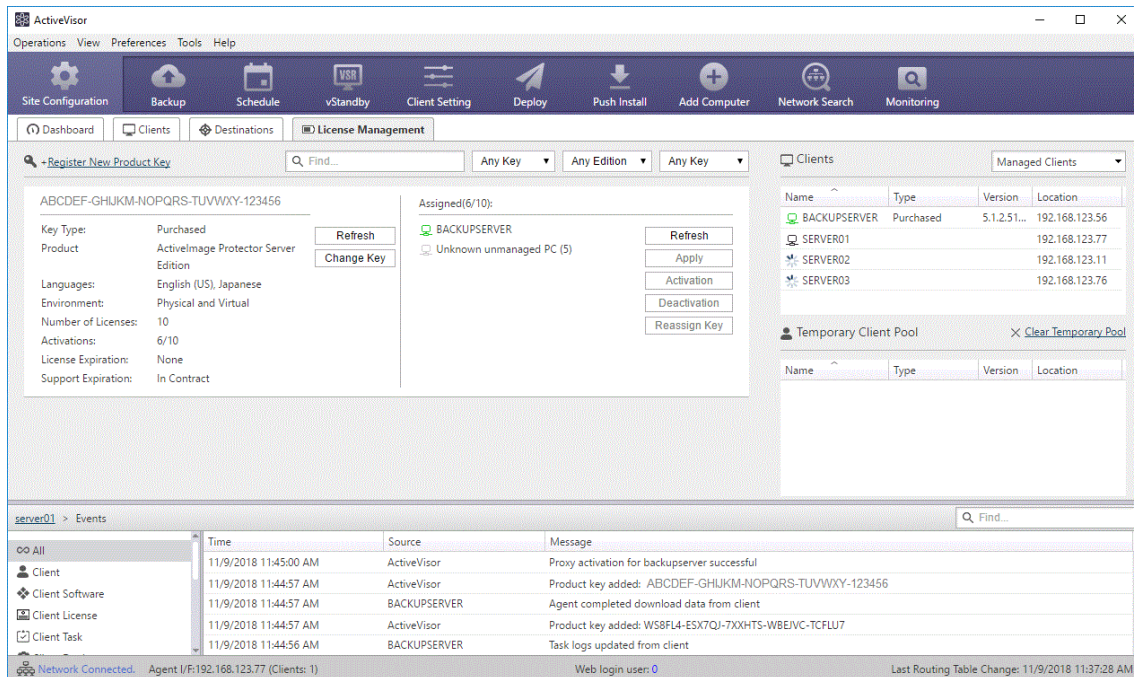 ActiveVisor
Operations View Preferences Tools Help
VSR
Site Configuration Backup Schedule vStandby Client Setting Deploy Push Install Add Computer Network Search Monitoring
Dashboard Clients Destinations License Management
+Register New Product Key Find... Any Key Any Edition Any Key
Clients Managed Clients
ABCDEF-GHIJKM-NOPQRS-TUVWXY-123456
Key Type: Purchased
Product ActiveImage Protector Server
Edition
Languages: English (US), Japanese
Environment: Physical and Virtual
Number of Licenses: 10
Activations: 6/10
License Expiration: None
Support Expiration: In Contract
Refresh
Change Key
Assigned(6/10):
BACKUPSERVER
Unknown unmanaged PC (5)
Refresh
Apply
Activation
Deactivation
Reassign Key
Name Type Version Location
BACKUPSERVER Purchased 5.1.2.51... 192.168.123.56
SERVER01 192.168.123.77
SERVER02 192.168.123.11
SERVER03 192.168.123.76
Temporary Client Pool Clear Temporary Pool
Name Type Version Location
server01 > Events Find...
All
Client
Client Software
Client License
Client Task
Time Source Message
11/9/2018 11:45:00 AM ActiveVisor Proxy activation for backupserver successful
11/9/2018 11:44:57 AM ActiveVisor Product key added: ABCDEF-GHIJKM-NOPQRS-TUVWXY-123456
11/9/2018 11:44:57 AM BACKUPSERVER Agent completed download data from client
11/9/2018 11:44:57 AM ActiveVisor Product key added: WS8FL4-ESX7QJ-7XXHTS-WBEJVC-TCFLU7
11/9/2018 11:44:56 AM BACKUPSERVER Task logs updated from client
Network Connected. Agent I/F:192.168.123.77 (Clients: 1) Web login user: 0 Last Routing Table Change: 11/9/2018 11:37:28 AM